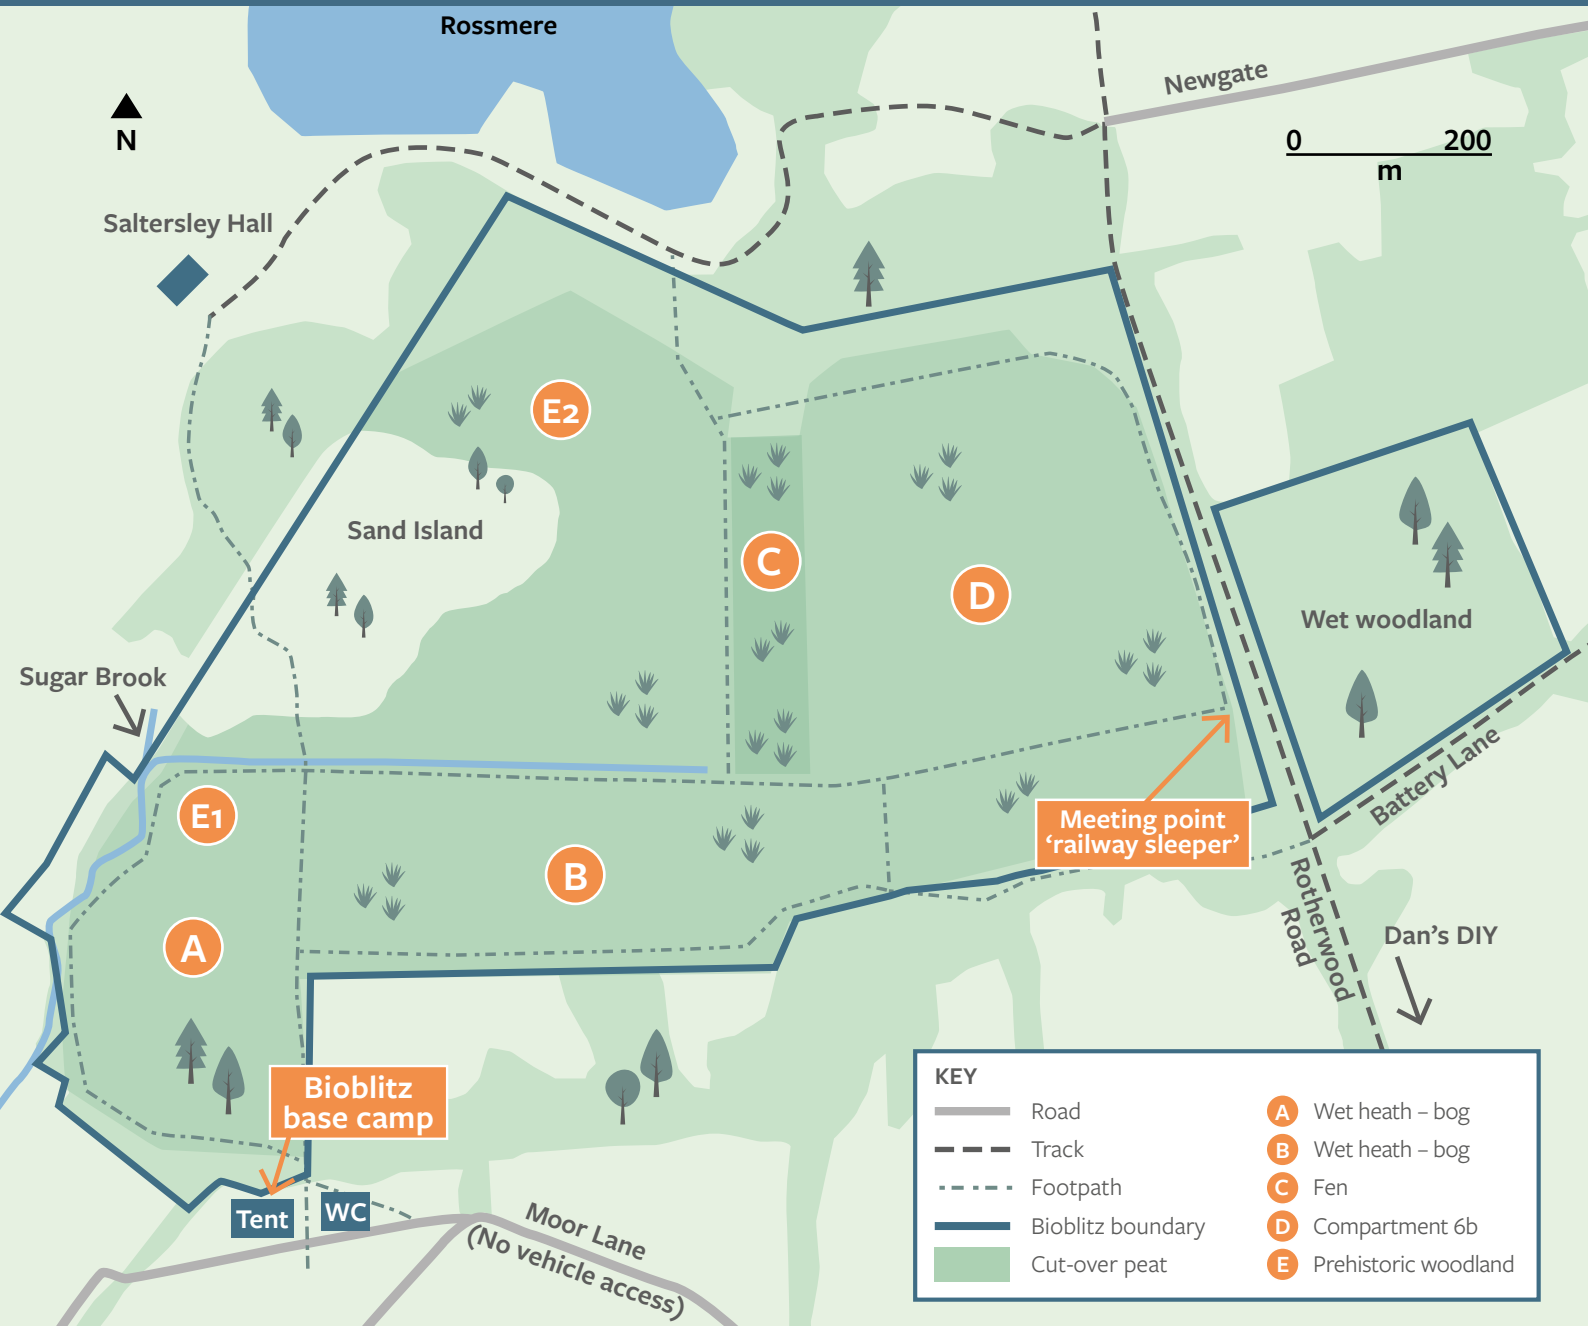 Rossmere
Newgate
N
0 200
m
Saltersley Hall
E2
Sand Island
C
D
Wet woodland
Sugar Brook
E1
Meeting point
‘railway sleeper’
Battery Lane
B
A
Rotherwood
Road
Dan’s DIY
Bioblitz
base camp
Tent
WC
Moor Lane
(No vehicle access)
KEY
Road
Track
Footpath
Bioblitz boundary
Cut-over peat
A Wet heath – bog
B Wet heath – bog
C Fen
D Compartment 6b
E Prehistoric woodland